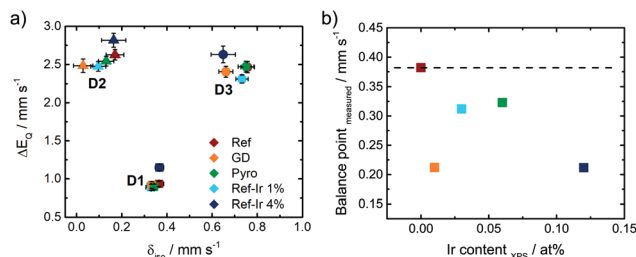 a)
3.0
2.5
2.0
1.5
1.0
0.5
ΔE_Q / mm s⁻¹
D2
D3
D1
Ref
GD
Pyro
Ref-Ir 1%
Ref-Ir 4%
0.0 0.2 0.4 0.6 0.8 1.0
δ_iso / mm s⁻¹
b)
0.40
0.35
0.30
0.25
0.20
0.15
Balance point measured / mm s⁻¹
0.00 0.05 0.10 0.15
Ir content XPS / at%